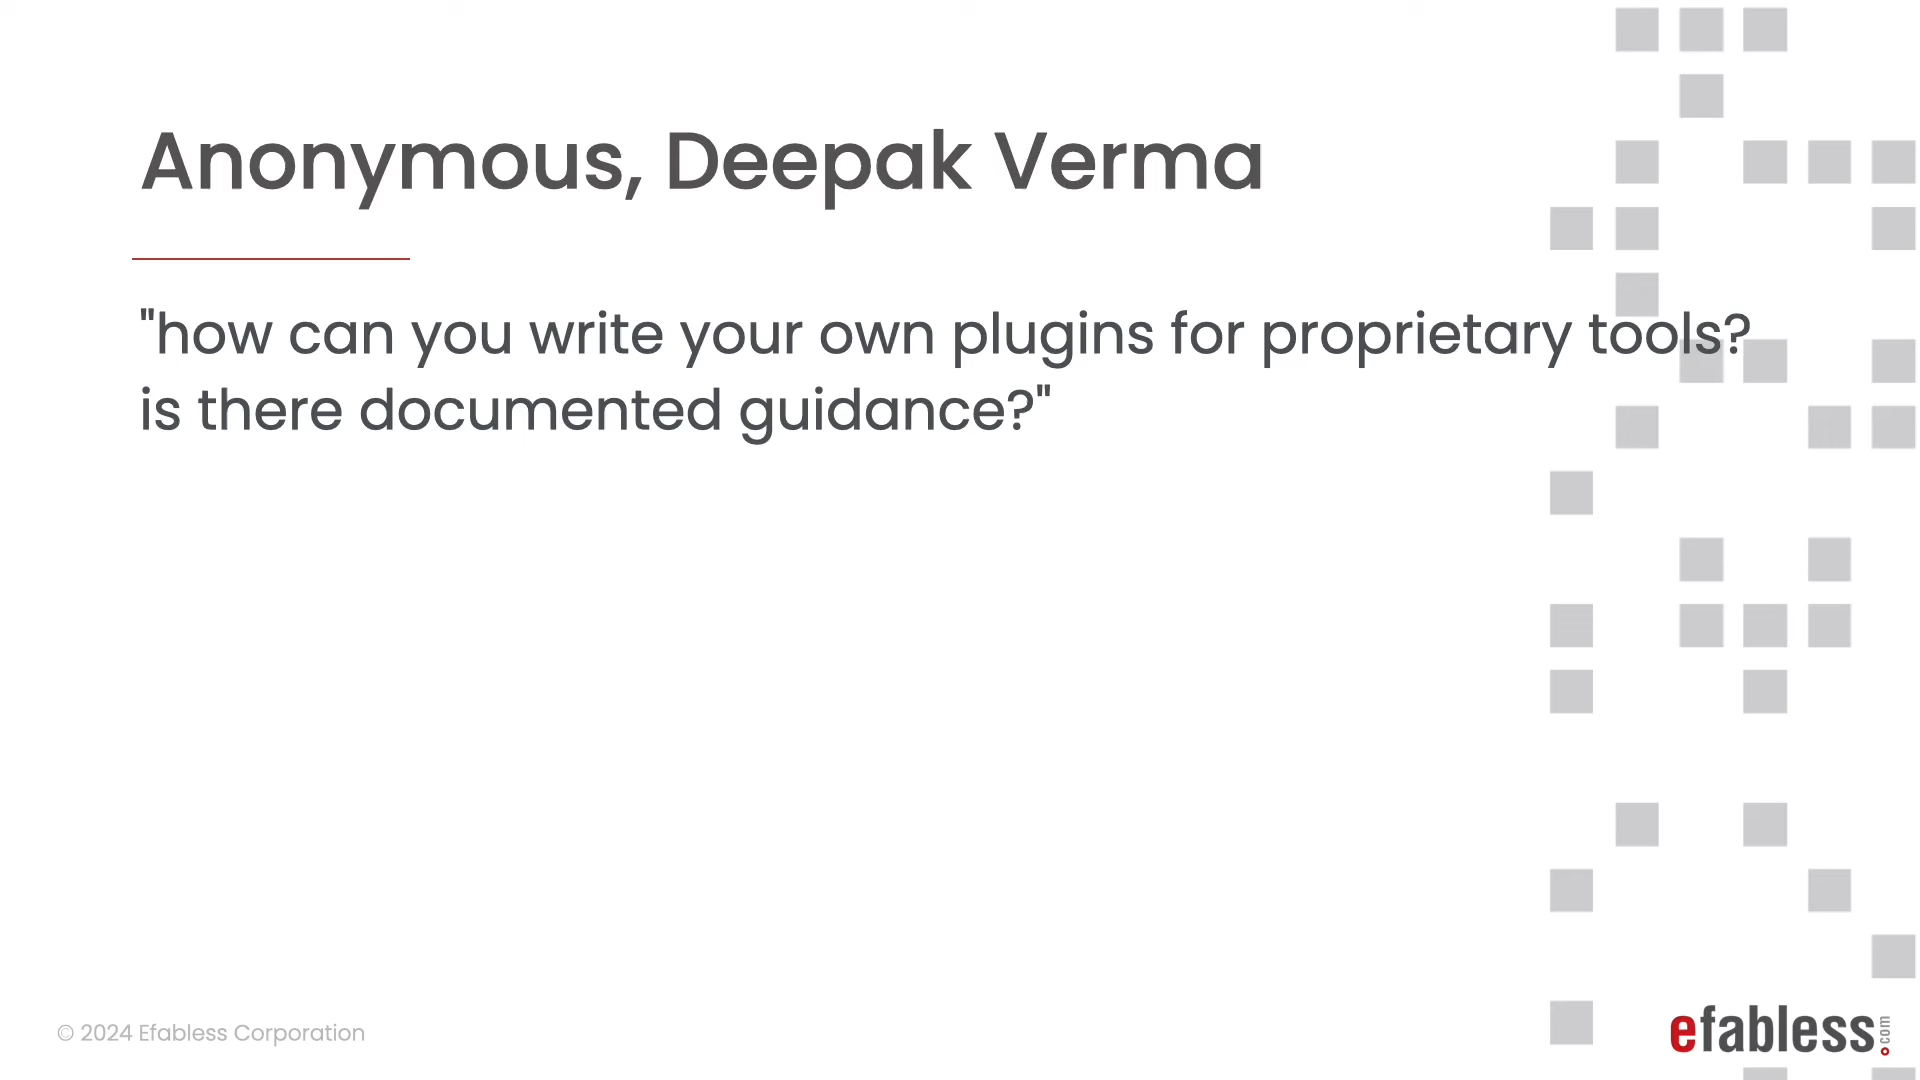 Anonymous, Deepak Verma
"how can you write your own plugins for proprietary tools?
is there documented guidance?"
© 2024 Efabless Corporation
efabless.com